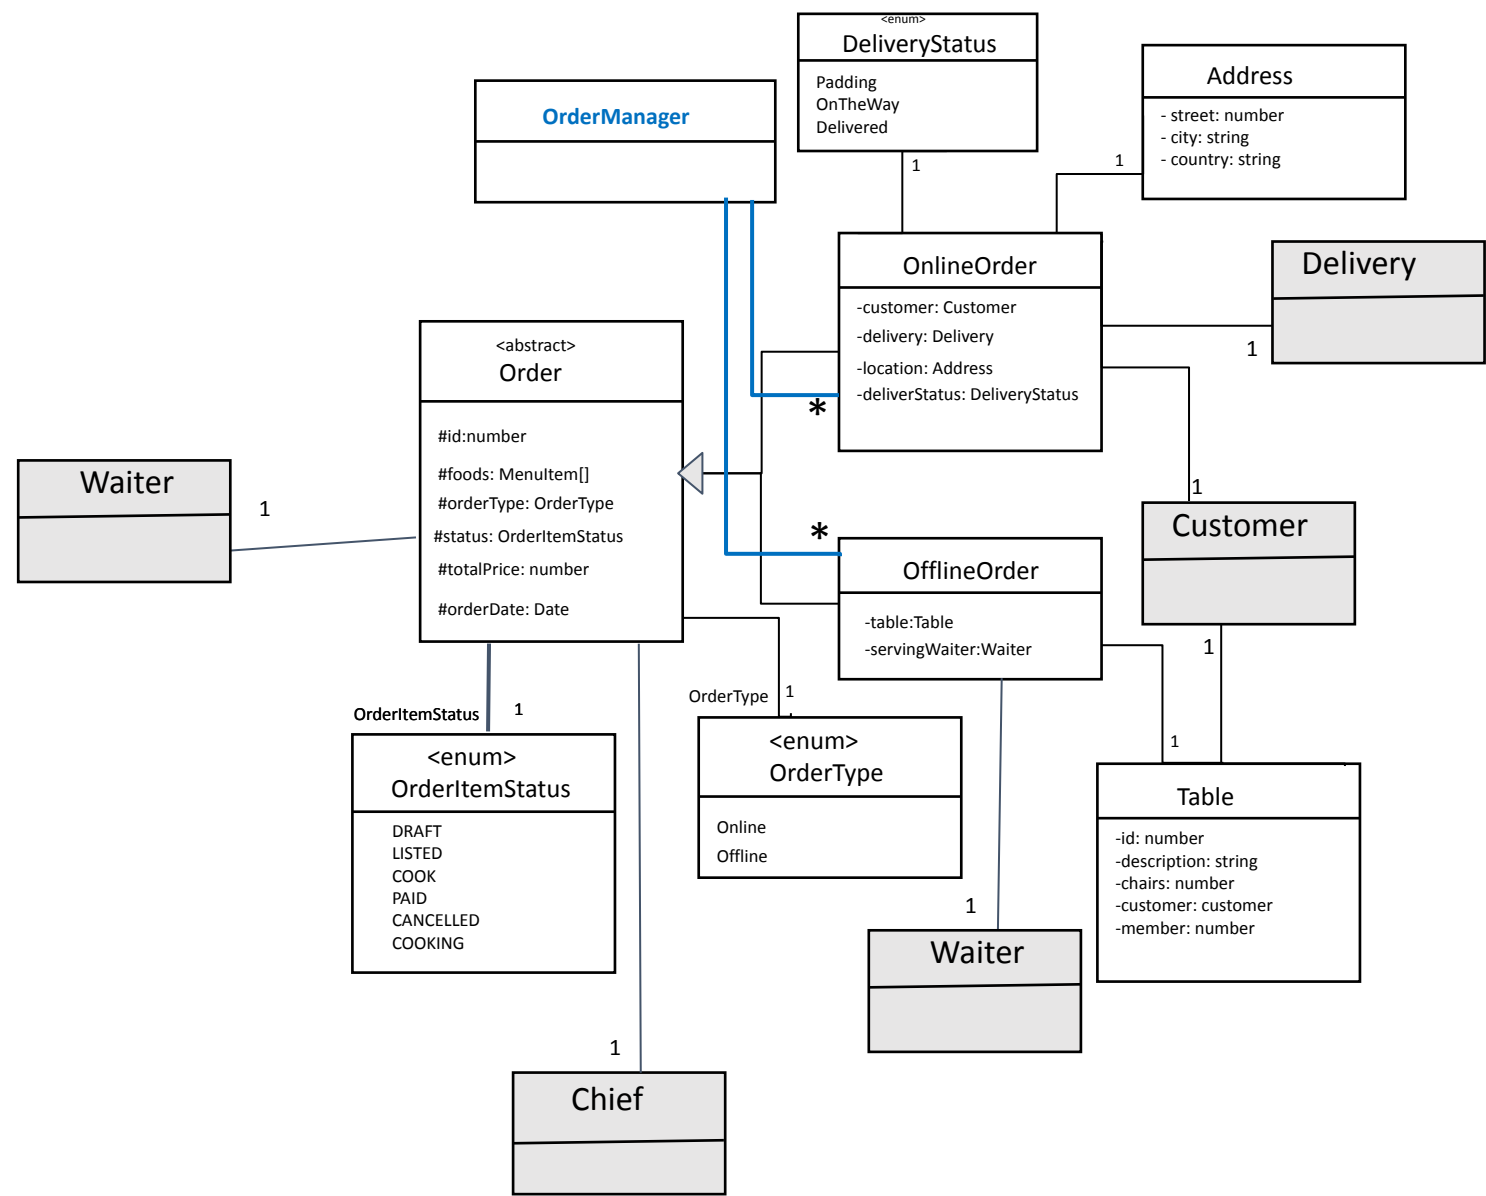 <enum>
DeliveryStatus
Padding
OnTheWay
Delivered
1
Address
- street: number
- city: string
- country: string
1
OrderManager
OnlineOrder
-customer: Customer
-delivery: Delivery
-location: Address
-deliverStatus: DeliveryStatus
*
Delivery
1
<abstract>
Order
#id:number
#foods: MenuItem[]
#orderType: OrderType
#status: OrderItemStatus
#totalPrice: number
#orderDate: Date
Waiter
1
1
Customer
1
*
OfflineOrder
-table:Table
-servingWaiter:Waiter
OrderItemStatus
1
<enum>
OrderItemStatus
DRAFT
LISTED
COOK
PAID
CANCELLED
COOKING
OrderType
1
<enum>
OrderType
Online
Offline
1
Table
-id: number
-description: string
-chairs: number
-customer: customer
-member: number
1
Waiter
1
Chief